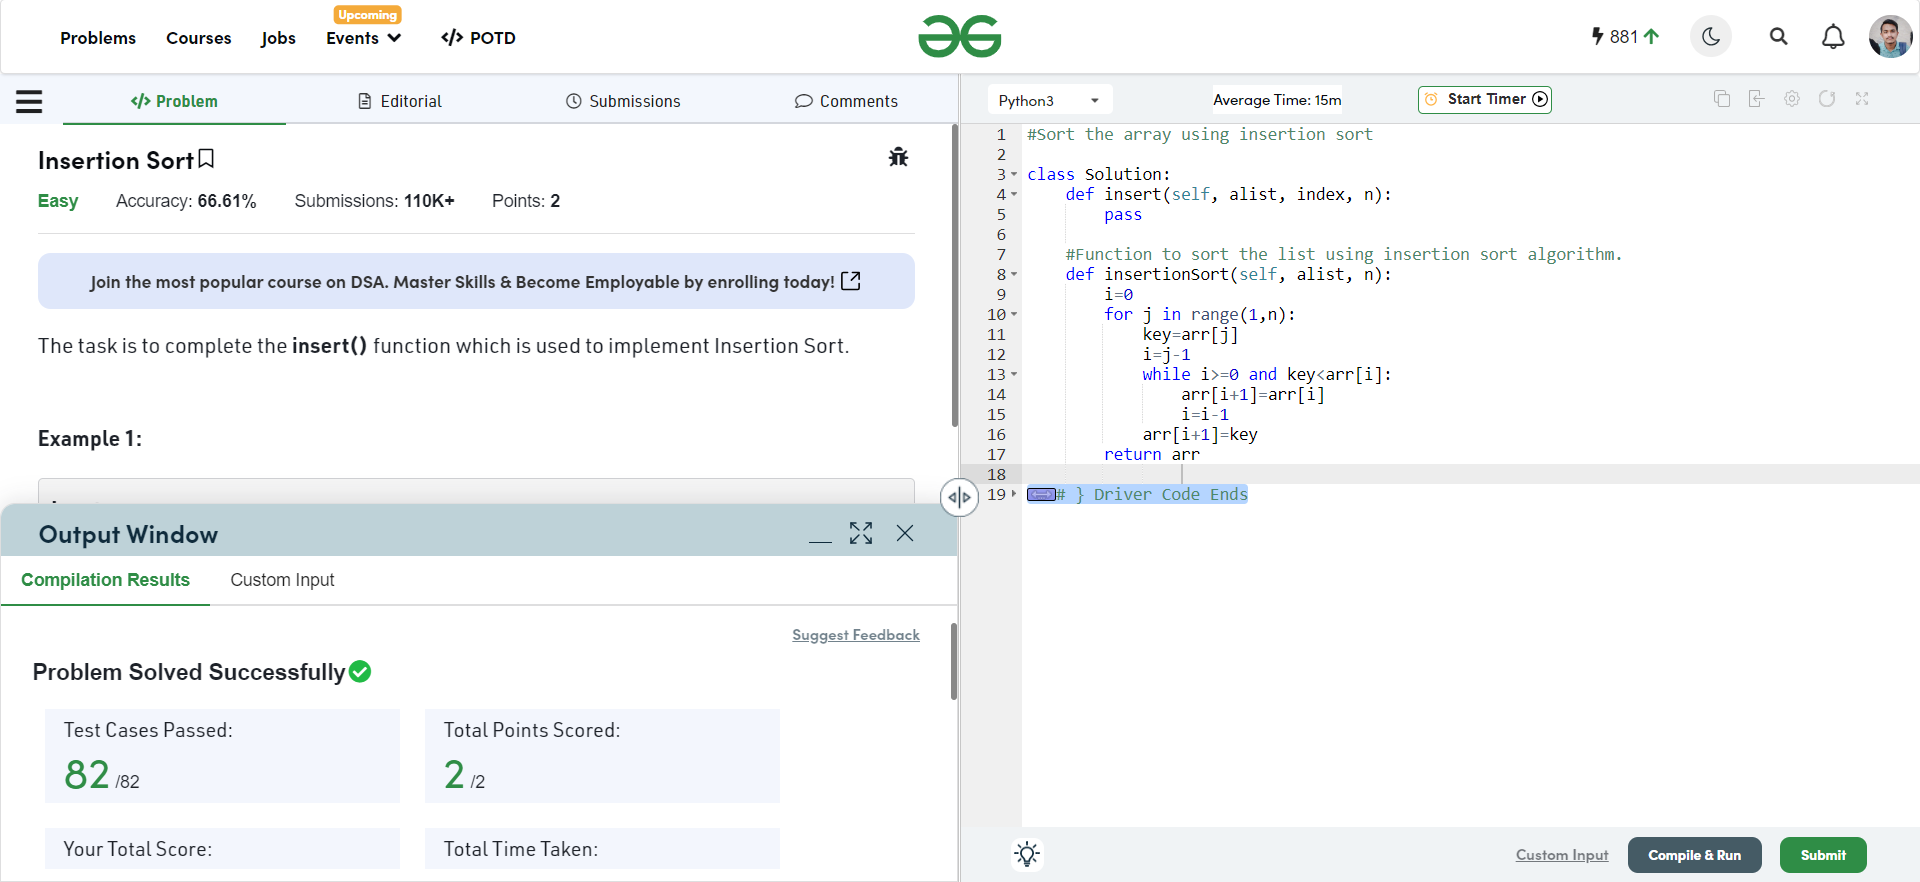 Upcoming
Problems Courses Jobs Events </> POTD
881
</> Problem Editorial Submissions Comments
Insertion Sort
Easy Accuracy: 66.61% Submissions: 110K+ Points: 2
Join the most popular course on DSA. Master Skills & Become Employable by enrolling today!
The task is to complete the insert() function which is used to implement Insertion Sort.
Example 1:
Output Window
Compilation Results Custom Input
Suggest Feedback
Problem Solved Successfully
Test Cases Passed:
82 /82
Total Points Scored:
2 /2
Your Total Score:
Total Time Taken:
Python3 Average Time: 15m Start Timer
1 #Sort the array using insertion sort
2
3 class Solution:
4     def insert(self, alist, index, n):
5         pass
6
7     #Function to sort the list using insertion sort algorithm.
8     def insertionSort(self, alist, n):
9         i=0
10         for j in range(1,n):
11             key=arr[j]
12             i=j-1
13             while i>=0 and key<arr[i]:
14                 arr[i+1]=arr[i]
15                 i=i-1
16             arr[i+1]=key
17         return arr
18
19 # } Driver Code Ends
Custom Input Compile & Run Submit